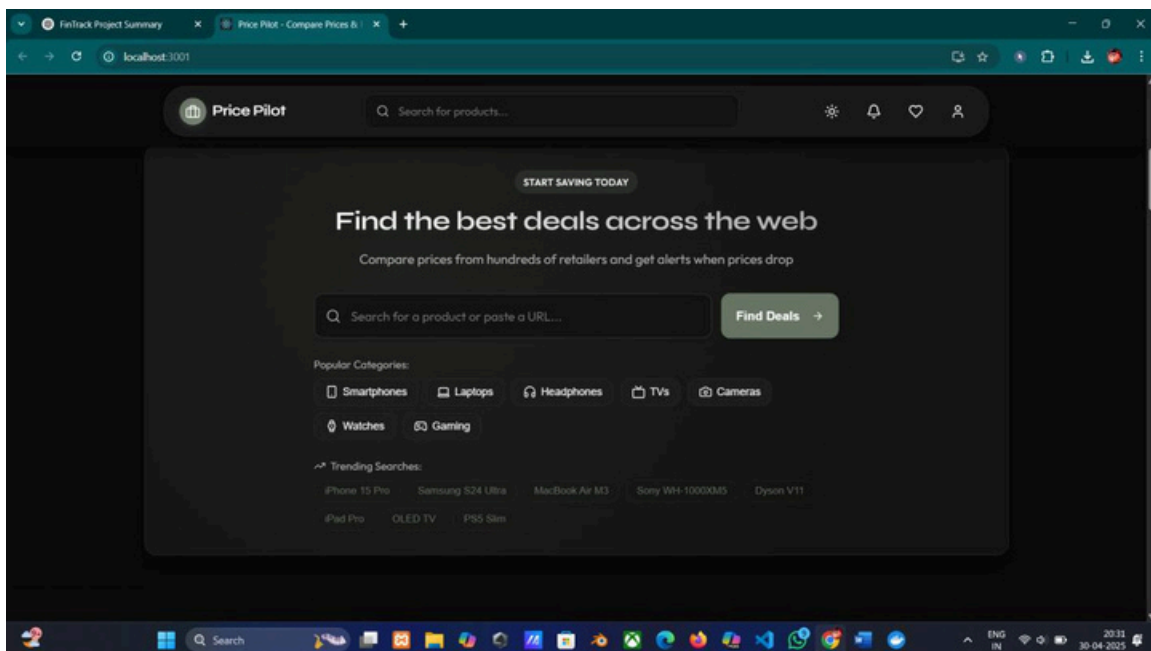 FinTrack Project Summary
Price Pilot - Compare Prices &
localhost:3001
Price Pilot
Search for products...
START SAVING TODAY
Find the best deals across the web
Compare prices from hundreds of retailers and get alerts when prices drop
Search for a product or paste a URL...
Find Deals
Popular Categories:
Smartphones Laptops Headphones TVs Cameras
Watches Gaming
Trending Searches:
iPhone 15 Pro Samsung S24 Ultra MacBook Air M3 Sony WH-1000XM5 Dyson V11
iPad Pro OLED TV PS5 Slim
Search
ENG
IN
20:31
30-04-2025